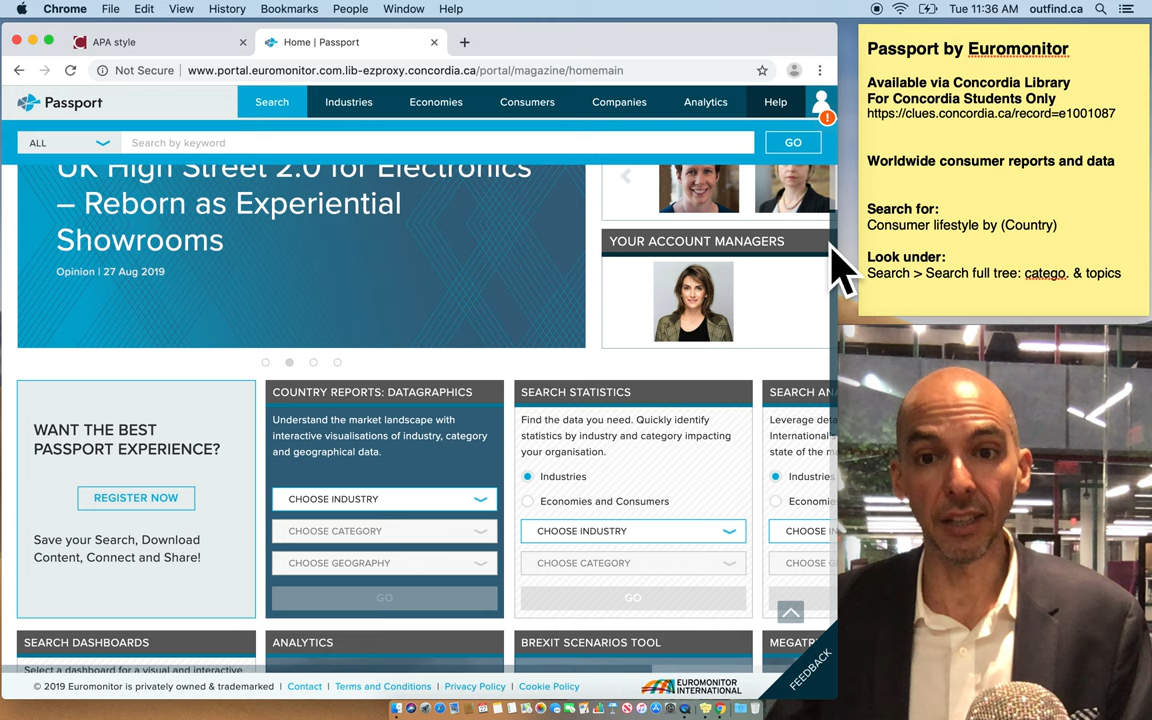 Chrome File Edit View History Bookmarks People Window Help
Tue 11:36 AM outfind.ca
APA style
Home | Passport
Not Secure | www.portal.euromonitor.com.lib-ezproxy.concordia.ca/portal/magazine/homemain
Passport
Search Industries Economies Consumers Companies Analytics Help
!
ALL Search by keyword GO
UK High Street 2.0 for Electronics
– Reborn as Experiential
Showrooms
Opinion | 27 Aug 2019
YOUR ACCOUNT MANAGERS
WANT THE BEST
PASSPORT EXPERIENCE?
REGISTER NOW
Save your Search, Download
Content, Connect and Share!
COUNTRY REPORTS: DATAGRAPHICS
Understand the market landscape with
interactive visualisations of industry, category
and geographical data.
CHOOSE INDUSTRY
CHOOSE CATEGORY
CHOOSE GEOGRAPHY
GO
SEARCH STATISTICS
Find the data you need. Quickly identify
statistics by industry and category impacting
your organisation.
Industries
Economies and Consumers
CHOOSE INDUSTRY
CHOOSE CATEGORY
GO
SEARCH ANA
Leverage deta
International'
state of the ma
Industries
Economie
CHOOSE IN
CHOOSE G
SEARCH DASHBOARDS
Select a dashboard for a visual and interactive
ANALYTICS
BREXIT SCENARIOS TOOL
MEGATR
FEEDBACK
© 2019 Euromonitor is privately owned & trademarked | Contact | Terms and Conditions | Privacy Policy | Cookie Policy
EUROMONITOR
INTERNATIONAL
Passport by Euromonitor
Available via Concordia Library
For Concordia Students Only
https://clues.concordia.ca/record=e1001087
Worldwide consumer reports and data
Search for:
Consumer lifestyle by (Country)
Look under:
Search > Search full tree: catego. & topics